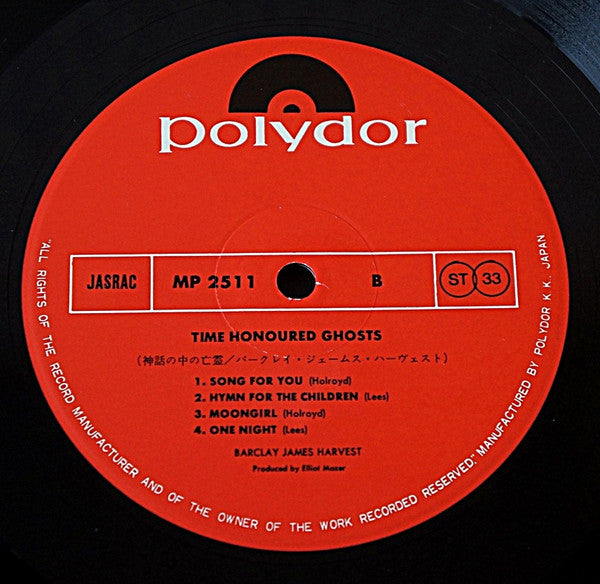 polydor
JASRAC MP 2511 B ST 33
TIME HONOURED GHOSTS
(神話の中の亡霊/バークレイ・ジェームス・ハーヴェスト)
1. SONG FOR YOU (Holroyd)
2. HYMN FOR THE CHILDREN (Lees)
3. MOONGIRL (Holroyd)
4. ONE NIGHT (Lees)
BARCLAY JAMES HARVEST
Produced by Elliot Mazer
"ALL RIGHTS OF THE RECORD MANUFACTURER AND OF THE OWNER OF THE WORK RECORDED RESERVED." MANUFACTURED BY POLYDOR K.K. JAPAN